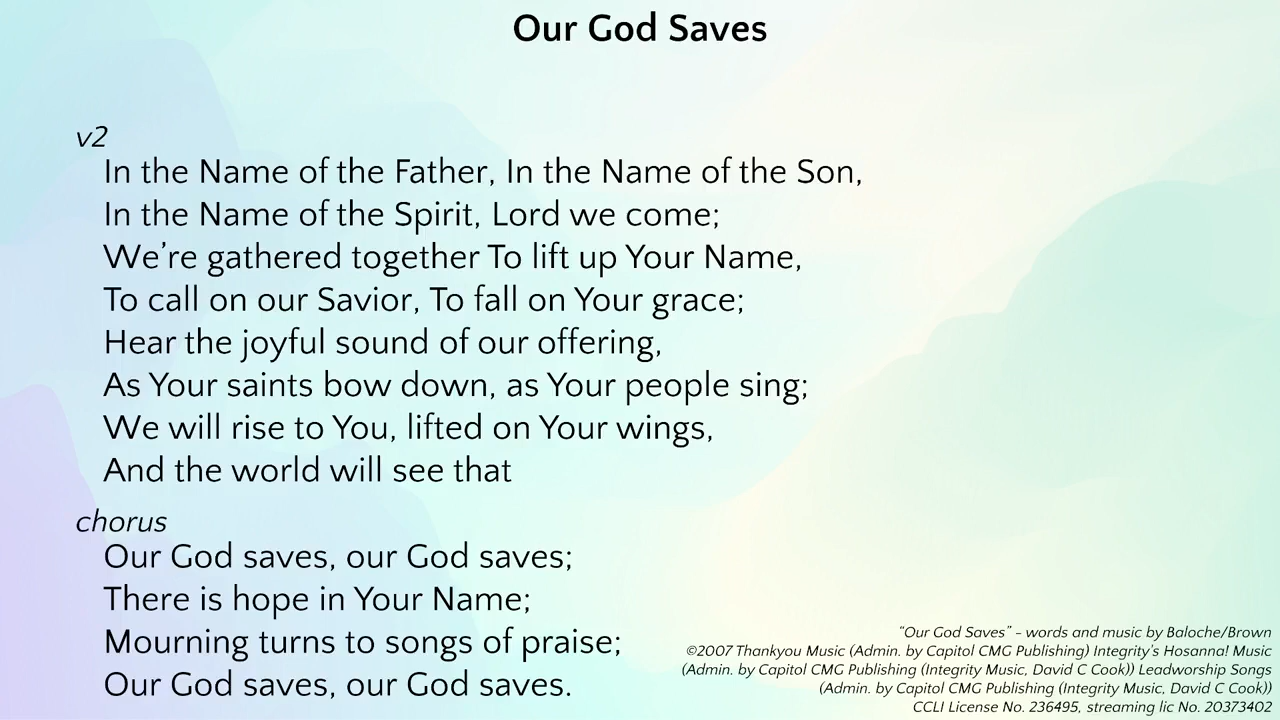 Our God Saves
v2
In the Name of the Father, In the Name of the Son,
In the Name of the Spirit, Lord we come;
We’re gathered together To lift up Your Name,
To call on our Savior, To fall on Your grace;
Hear the joyful sound of our offering,
As Your saints bow down, as Your people sing;
We will rise to You, lifted on Your wings,
And the world will see that
chorus
Our God saves, our God saves;
There is hope in Your Name;
Mourning turns to songs of praise;
Our God saves, our God saves.
“Our God Saves” - words and music by Baloche/Brown
©2007 Thankyou Music (Admin. by Capitol CMG Publishing) Integrity’s Hosanna! Music
(Admin. by Capitol CMG Publishing (Integrity Music, David C Cook)) Leadworship Songs
(Admin. by Capitol CMG Publishing (Integrity Music, David C Cook))
CCLI License No. 236495, streaming lic No. 20373402